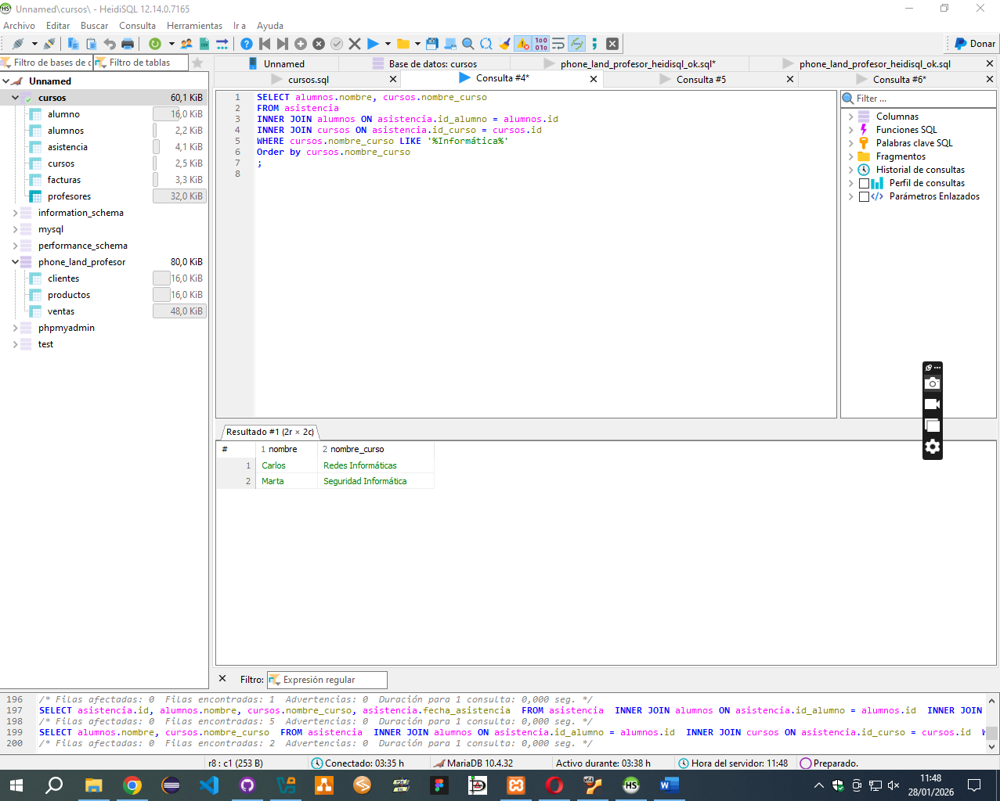 Unnamed\cursos\ - HeidiSQL 12.14.0.7165
Archivo Editar Buscar Consulta Herramientas Ir a Ayuda
Donar
Filtro de bases de c Filtro de tablas
Unnamed Base de datos: cursos phone_land_profesor_heidisql_ok.sql* phone_land_profesor_heidisql_ok.sql
cursos.sql Consulta #4* Consulta #5 Consulta #6*
Unnamed
cursos 60,1 KiB
alumno 16,0 KiB
alumnos 2,2 KiB
asistencia 4,1 KiB
cursos 2,5 KiB
facturas 3,3 KiB
profesores 32,0 KiB
information_schema
mysql
performance_schema
phone_land_profesor 80,0 KiB
clientes 16,0 KiB
productos 16,0 KiB
ventas 48,0 KiB
phpmyadmin
test
1 SELECT alumnos.nombre, cursos.nombre_curso
2 FROM asistencia
3 INNER JOIN alumnos ON asistencia.id_alumno = alumnos.id
4 INNER JOIN cursos ON asistencia.id_curso = cursos.id
5 WHERE cursos.nombre_curso LIKE '%Informática%'
6 Order by cursos.nombre_curso
7 ;
8
Filter ...
Columnas
Funciones SQL
Palabras clave SQL
Fragmentos
Historial de consultas
Perfil de consultas
Parámetros Enlazados
Resultado #1 (2r × 2c)
# 1 nombre 2 nombre_curso
1 Carlos Redes Informáticas
2 Marta Seguridad Informática
Filtro: Expresión regular
196 /* Filas afectadas: 0 Filas encontradas: 1 Advertencias: 0 Duración para 1 consulta: 0,000 seg. */
197 SELECT asistencia.id, alumnos.nombre, cursos.nombre_curso, asistencia.fecha_asistencia FROM asistencia INNER JOIN alumnos ON asistencia.id_alumno = alumnos.id INNER JOIN
198 /* Filas afectadas: 0 Filas encontradas: 5 Advertencias: 0 Duración para 1 consulta: 0,000 seg. */
199 SELECT alumnos.nombre, cursos.nombre_curso FROM asistencia INNER JOIN alumnos ON asistencia.id_alumno = alumnos.id INNER JOIN cursos ON asistencia.id_curso = cursos.id
200 /* Filas afectadas: 0 Filas encontradas: 2 Advertencias: 0 Duración para 1 consulta: 0,000 seg. */
r8 : c1 (253 B) Conectado: 03:35 h MariaDB 10.4.32 Activo durante: 03:38 h Hora del servidor: 11:48 Preparado.
11:48
28/01/2026